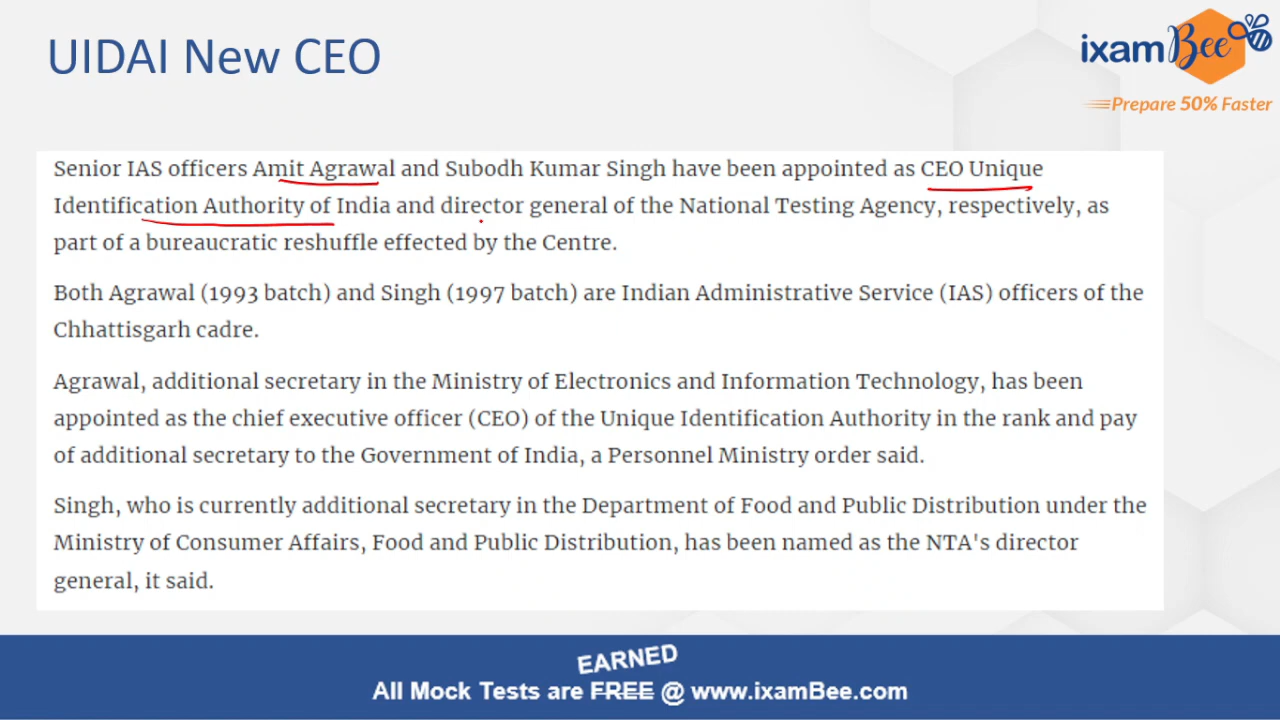 UIDAI New CEO
ixamBee
Prepare 50% Faster
Senior IAS officers Amit Agrawal and Subodh Kumar Singh have been appointed as CEO Unique
Identification Authority of India and director general of the National Testing Agency, respectively, as
part of a bureaucratic reshuffle effected by the Centre.
Both Agrawal (1993 batch) and Singh (1997 batch) are Indian Administrative Service (IAS) officers of the
Chhattisgarh cadre.
Agrawal, additional secretary in the Ministry of Electronics and Information Technology, has been
appointed as the chief executive officer (CEO) of the Unique Identification Authority in the rank and pay
of additional secretary to the Government of India, a Personnel Ministry order said.
Singh, who is currently additional secretary in the Department of Food and Public Distribution under the
Ministry of Consumer Affairs, Food and Public Distribution, has been named as the NTA's director
general, it said.
EARNED
All Mock Tests are FREE @ www.ixamBee.com